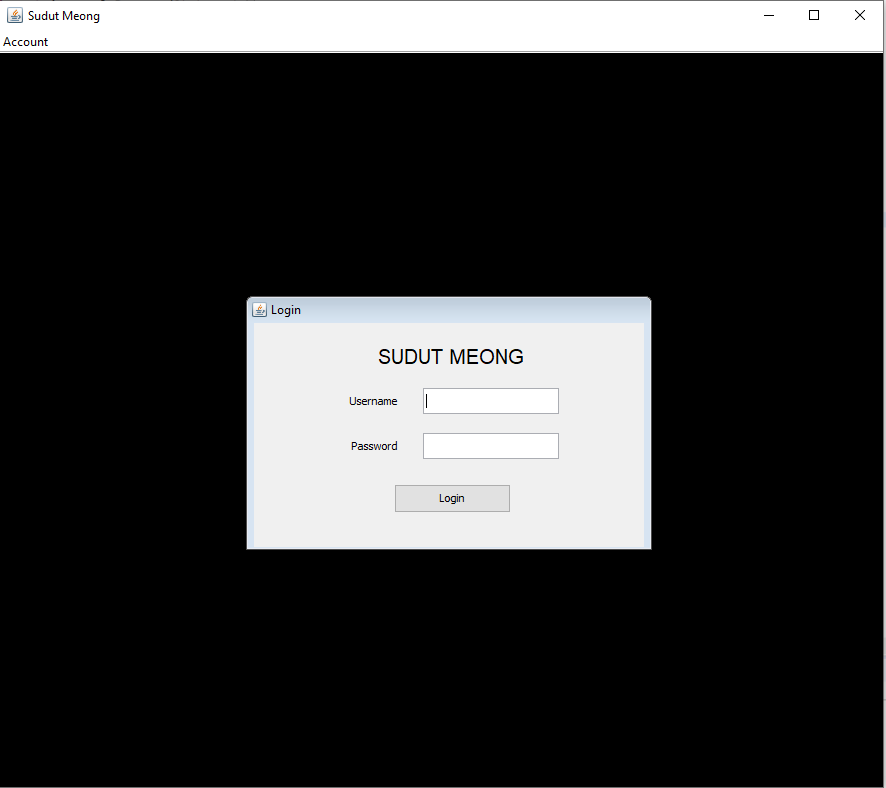 Sudut Meong
Account
Login
SUDUT MEONG
Username
Password
Login